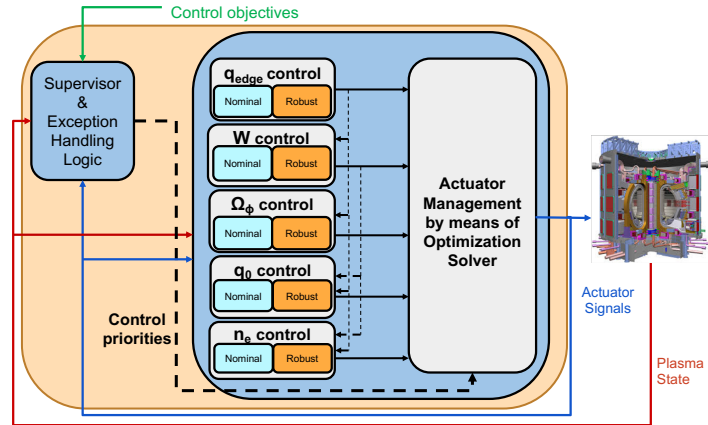 Control objectives
Supervisor
&
Exception
Handling
Logic
q_edge control
Nominal Robust
W control
Nominal Robust
Ω_ϕ control
Nominal Robust
q_0 control
Nominal Robust
n_e control
Nominal Robust
Control
priorities
Actuator
Management
by means of
Optimization
Solver
Actuator
Signals
Plasma
State